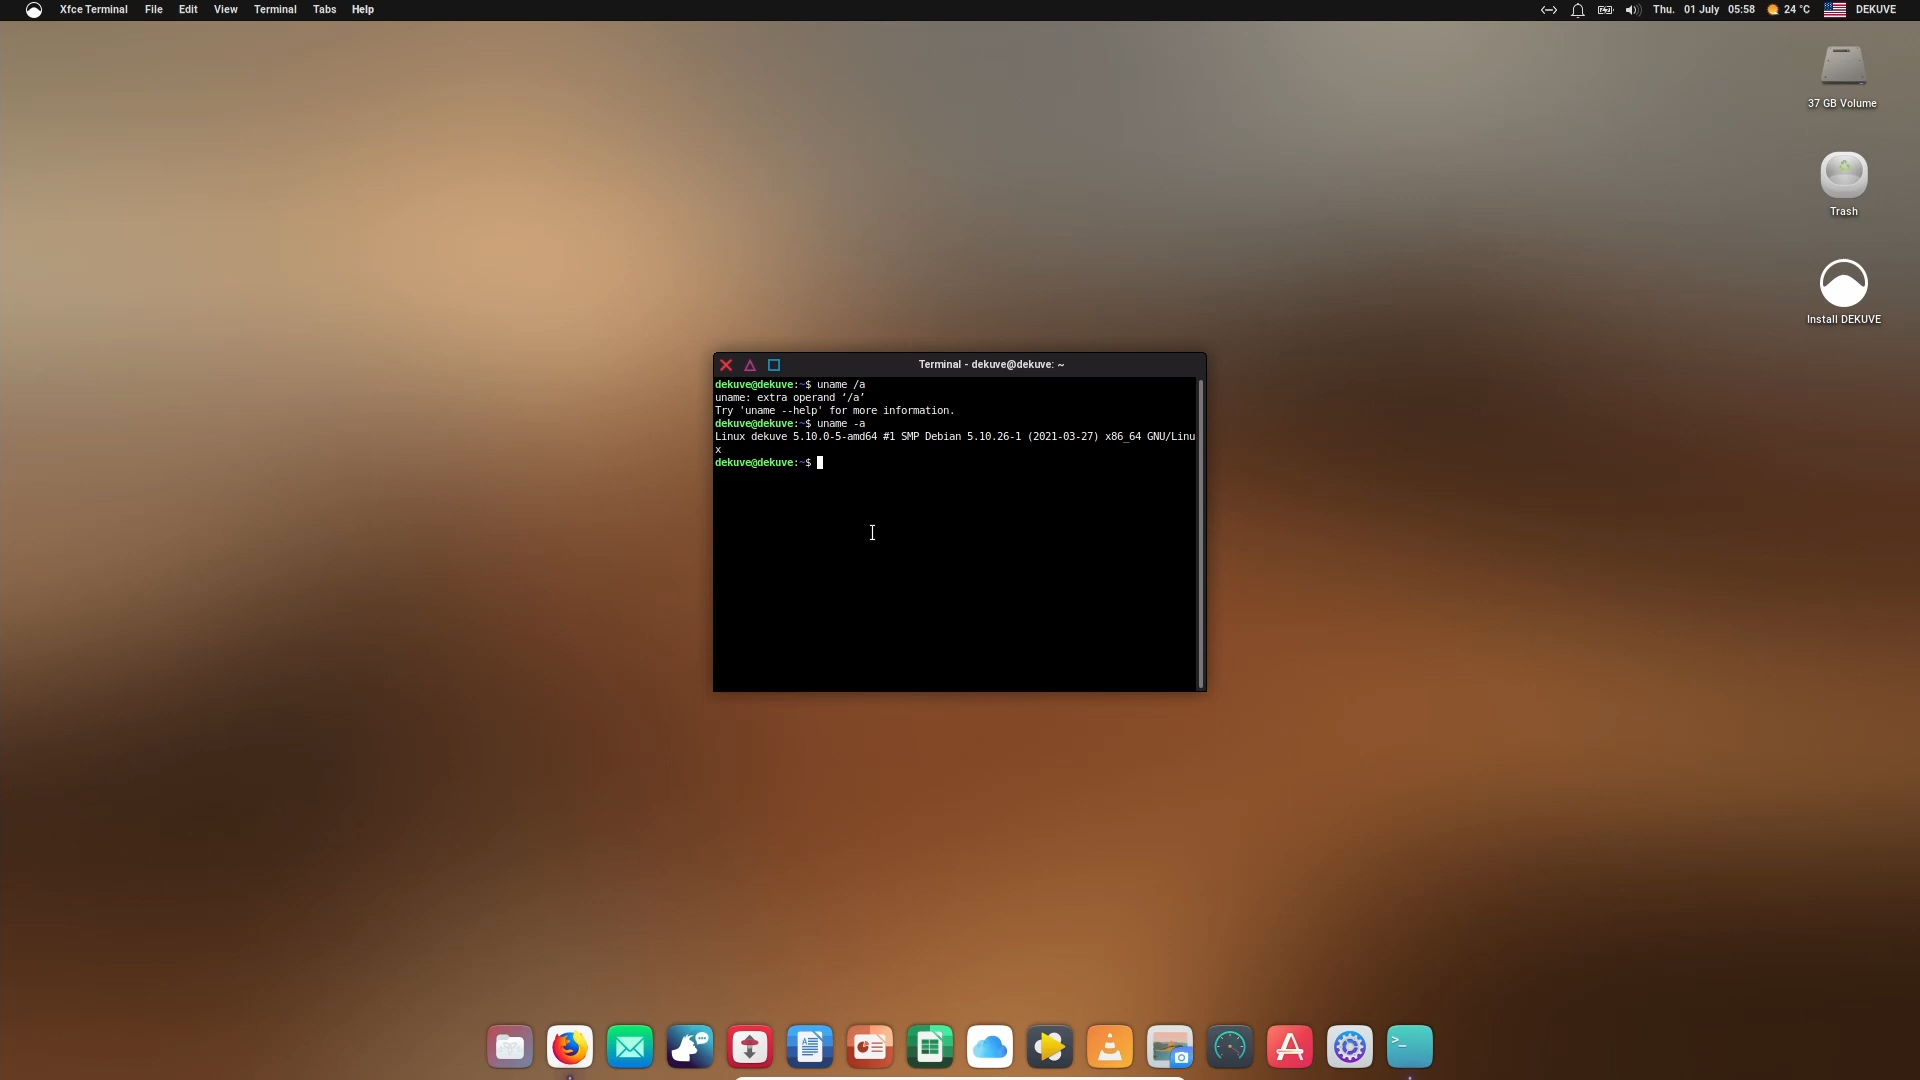 Xfce Terminal File Edit View Terminal Tabs Help
Thu. 01 July 05:58 24 °C DEKUVE
37 GB Volume
Trash
Install DEKUVE
Terminal - dekuve@dekuve: ~
dekuve@dekuve:~$ uname /a
uname: extra operand ‘/a’
Try 'uname --help' for more information.
dekuve@dekuve:~$ uname -a
Linux dekuve 5.10.0-5-amd64 #1 SMP Debian 5.10.26-1 (2021-03-27) x86_64 GNU/Linu
x
dekuve@dekuve:~$
>_